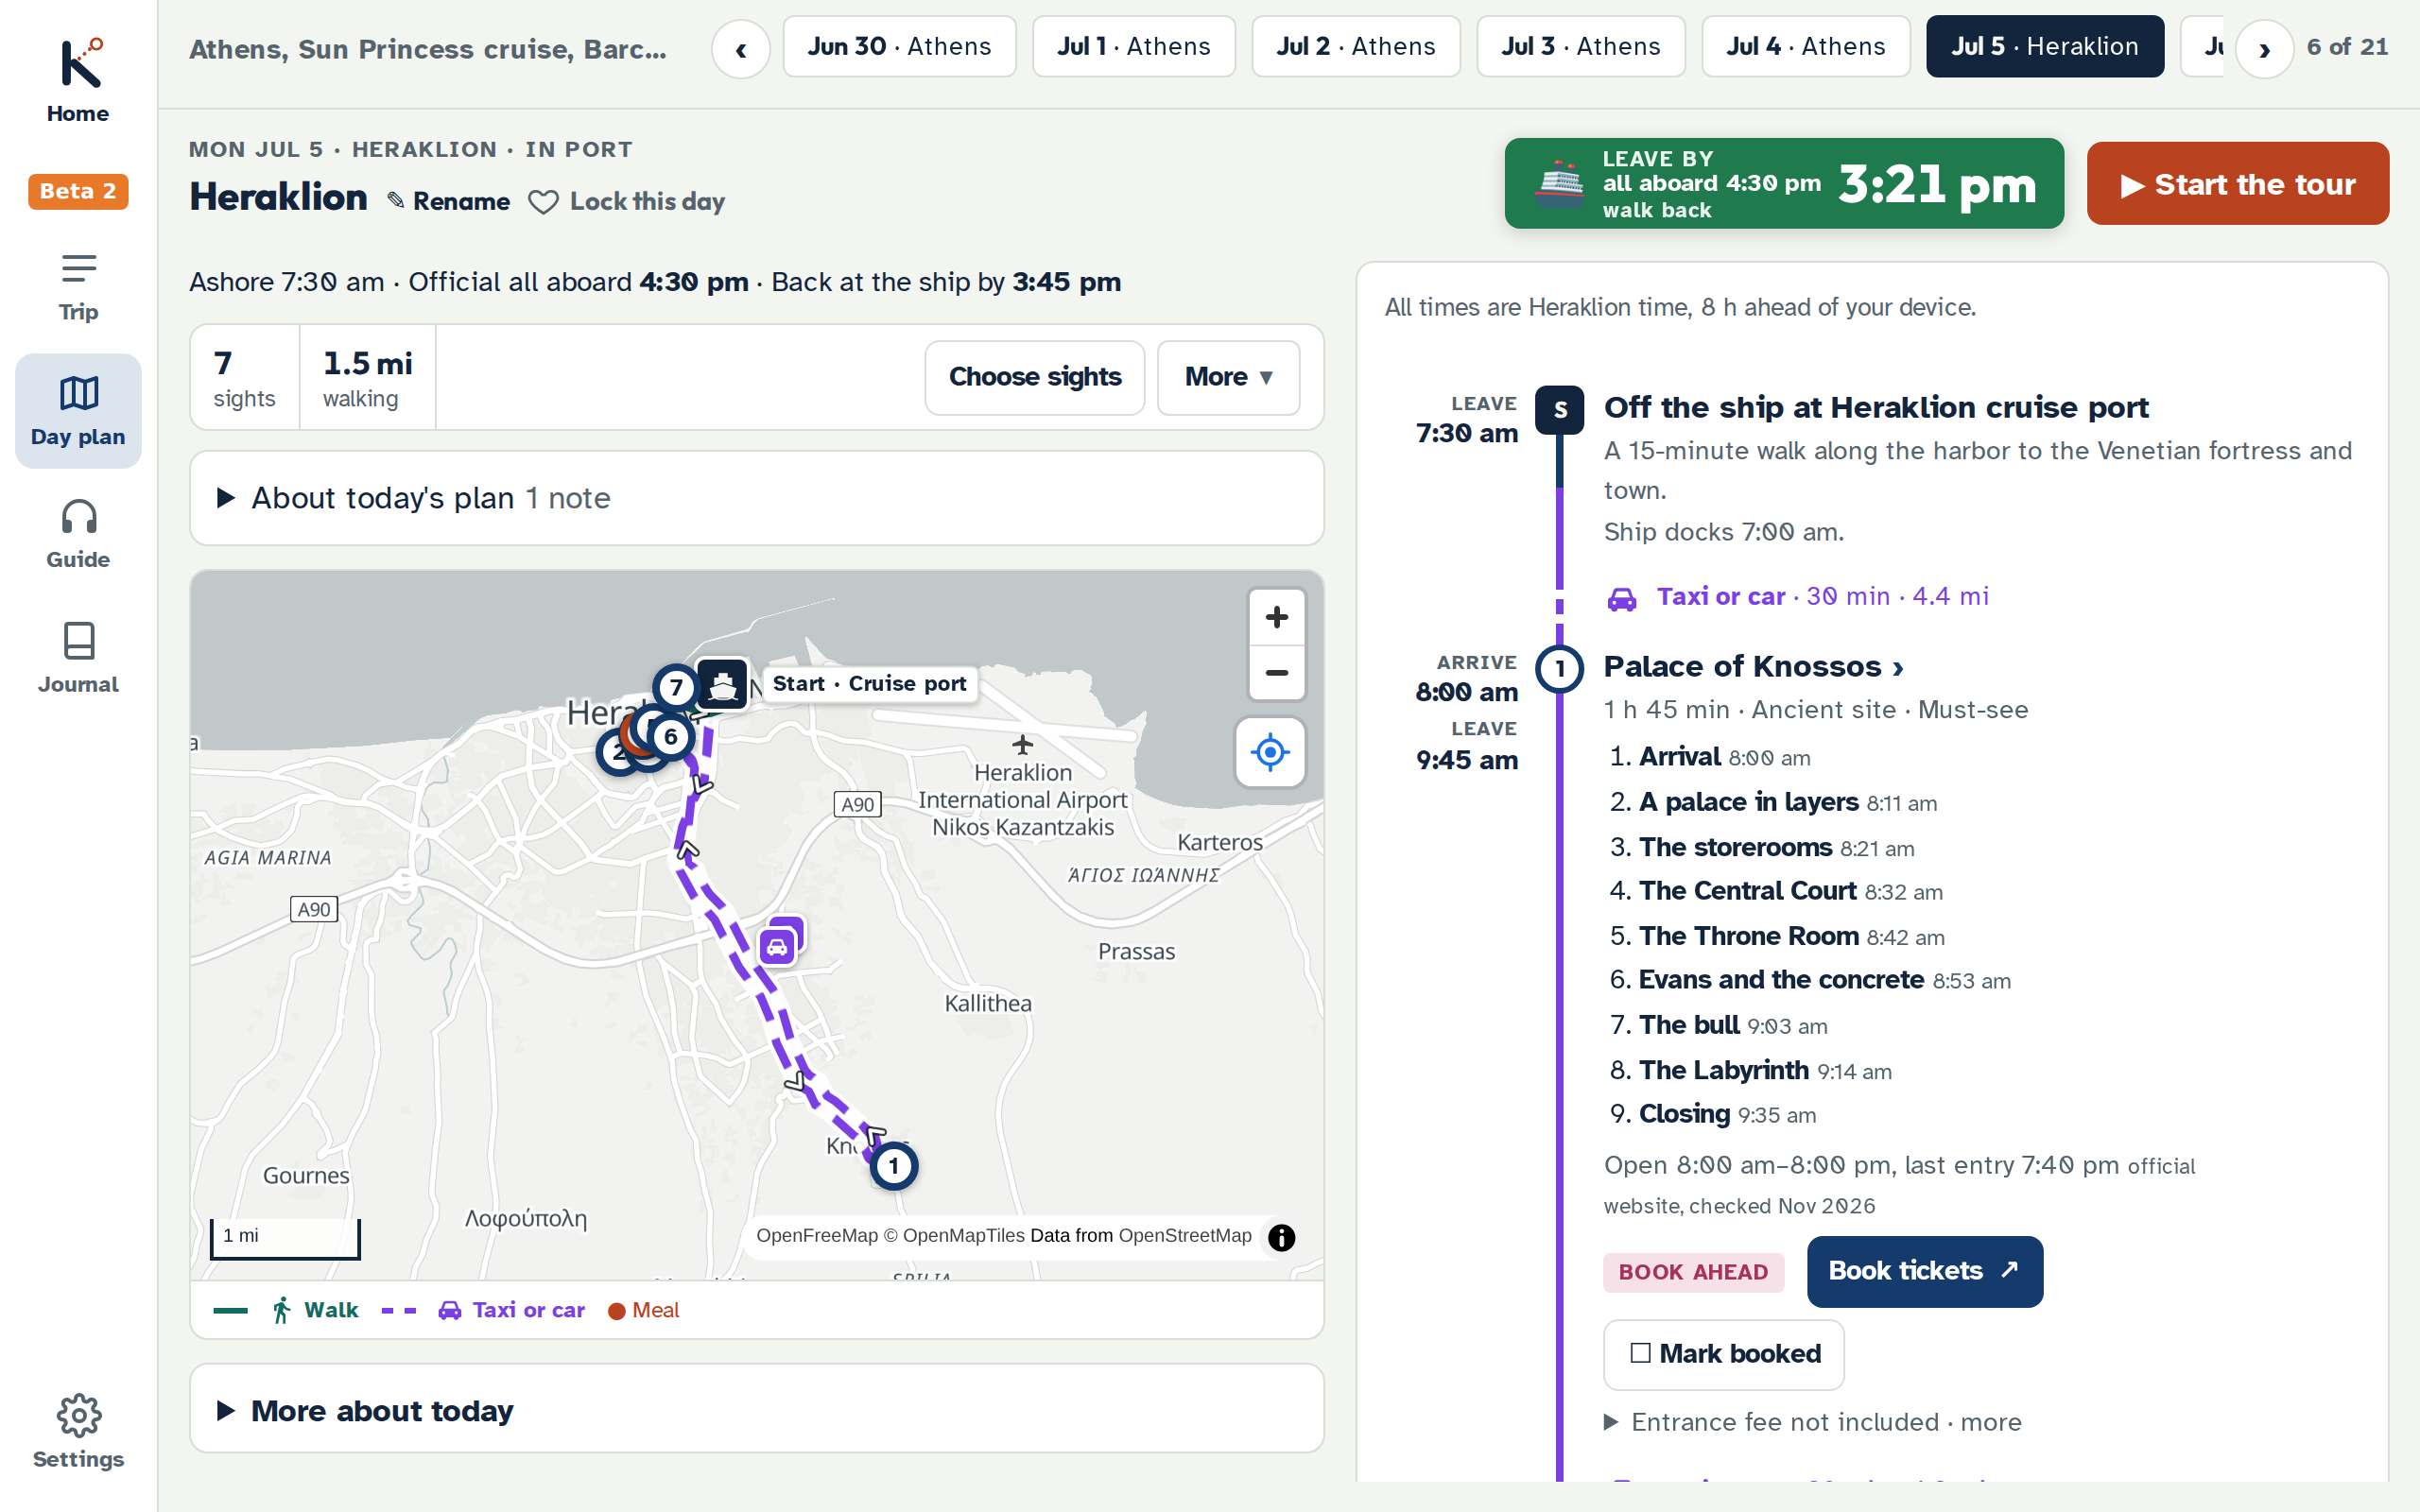 Home
Beta 2
Trip
Day plan
Guide
Journal
Settings
Athens, Sun Princess cruise, Barc...
‹
Jun 30 · Athens
Jul 1 · Athens
Jul 2 · Athens
Jul 3 · Athens
Jul 4 · Athens
Jul 5 · Heraklion
›
6 of 21
MON JUL 5 · HERAKLION · IN PORT
Heraklion ✎ Rename Lock this day
LEAVE BY
all aboard 4:30 pm
walk back
3:21 pm
▶ Start the tour
Ashore 7:30 am · Official all aboard 4:30 pm · Back at the ship by 3:45 pm
7
sights
1.5 mi
walking
Choose sights
More ▼
▶ About today's plan 1 note
7
Start · Cruise port
6
2
+
−
Heraklion
International Airport
Nikos Kazantzakis
A90
Karteros
AGIA MARINA
ΆΓΙΟΣ ΙΩΆΝΝΗΣ
A90
Prassas
Kallithea
1
Gournes
Λοφούπολη
1 mi
OpenFreeMap © OpenMapTiles Data from OpenStreetMap
Walk
Taxi or car
Meal
▶ More about today
All times are Heraklion time, 8 h ahead of your device.
LEAVE
7:30 am
S
Off the ship at Heraklion cruise port
A 15-minute walk along the harbor to the Venetian fortress and
town.
Ship docks 7:00 am.
Taxi or car · 30 min · 4.4 mi
ARRIVE
8:00 am
LEAVE
9:45 am
1
Palace of Knossos ›
1 h 45 min · Ancient site · Must-see
1. Arrival 8:00 am
2. A palace in layers 8:11 am
3. The storerooms 8:21 am
4. The Central Court 8:32 am
5. The Throne Room 8:42 am
6. Evans and the concrete 8:53 am
7. The bull 9:03 am
8. The Labyrinth 9:14 am
9. Closing 9:35 am
Open 8:00 am–8:00 pm, last entry 7:40 pm official
website, checked Nov 2026
BOOK AHEAD
Book tickets ↗
☐ Mark booked
▶ Entrance fee not included · more